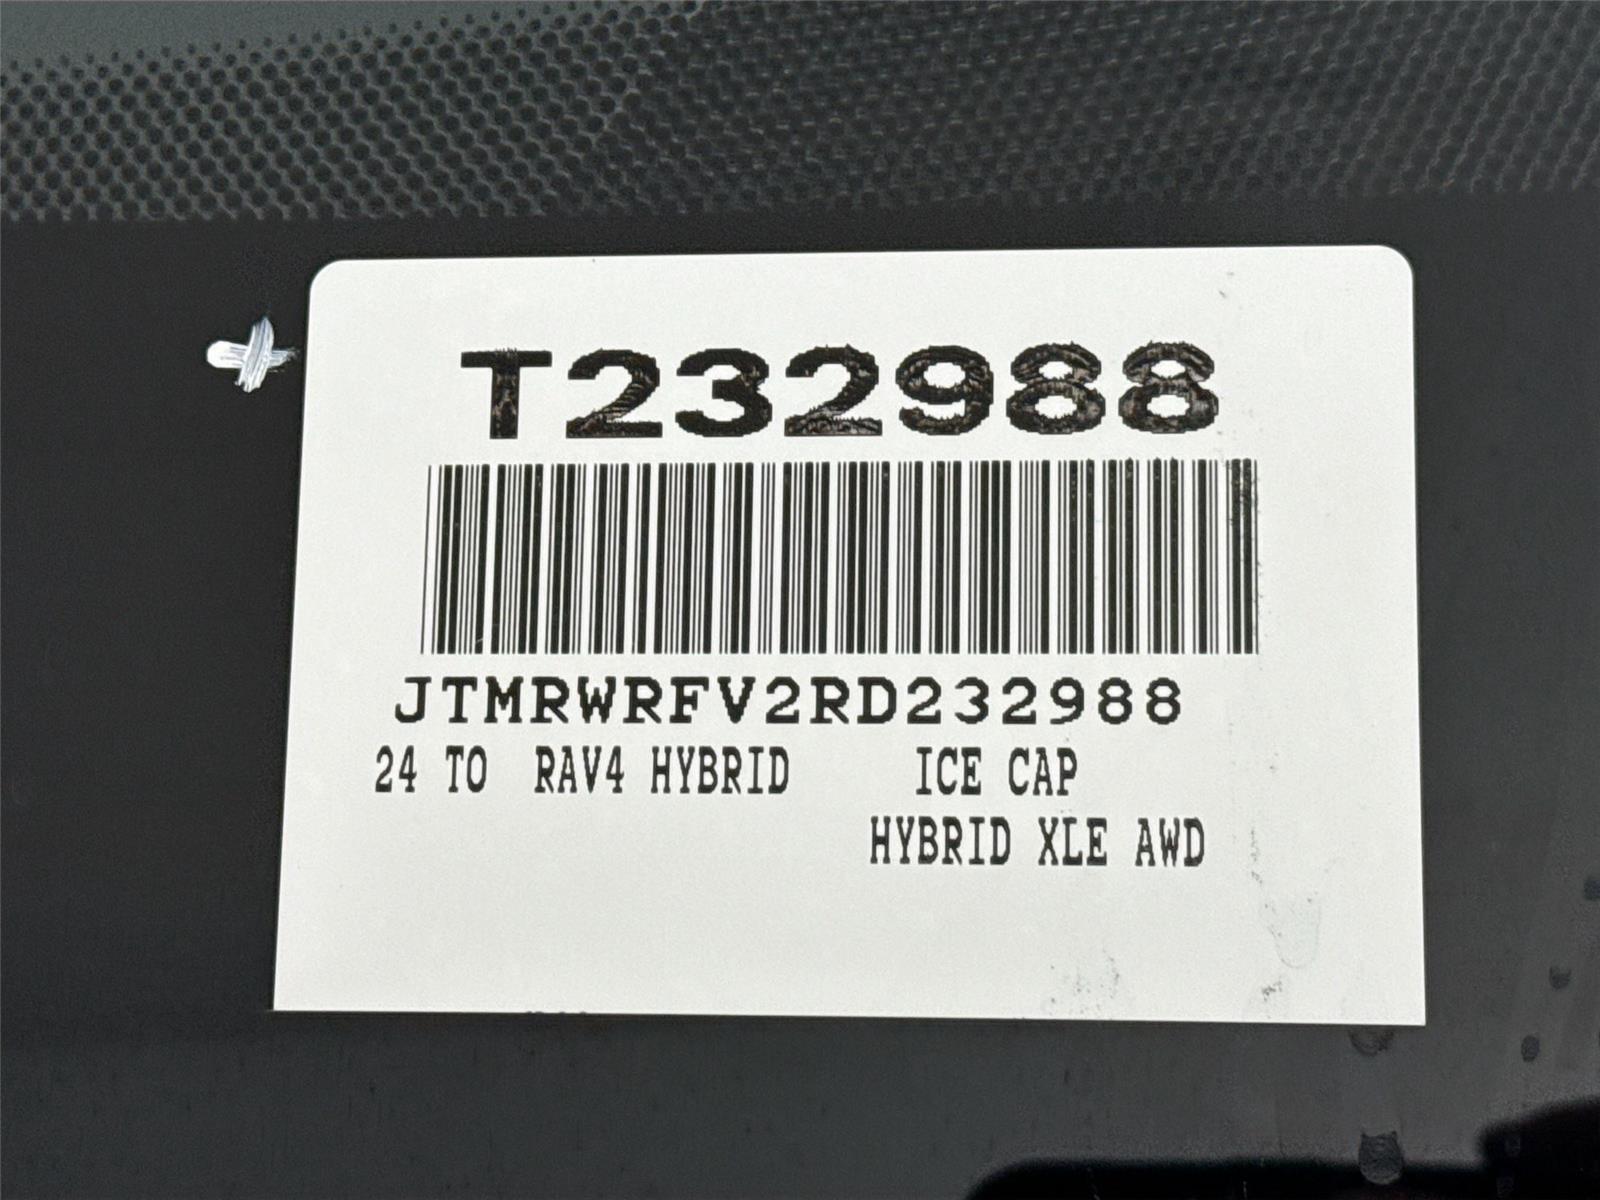 T232988
JTMRWRFV2RD232988
24 TO RAV4 HYBRID ICE CAP
HYBRID XLE AWD